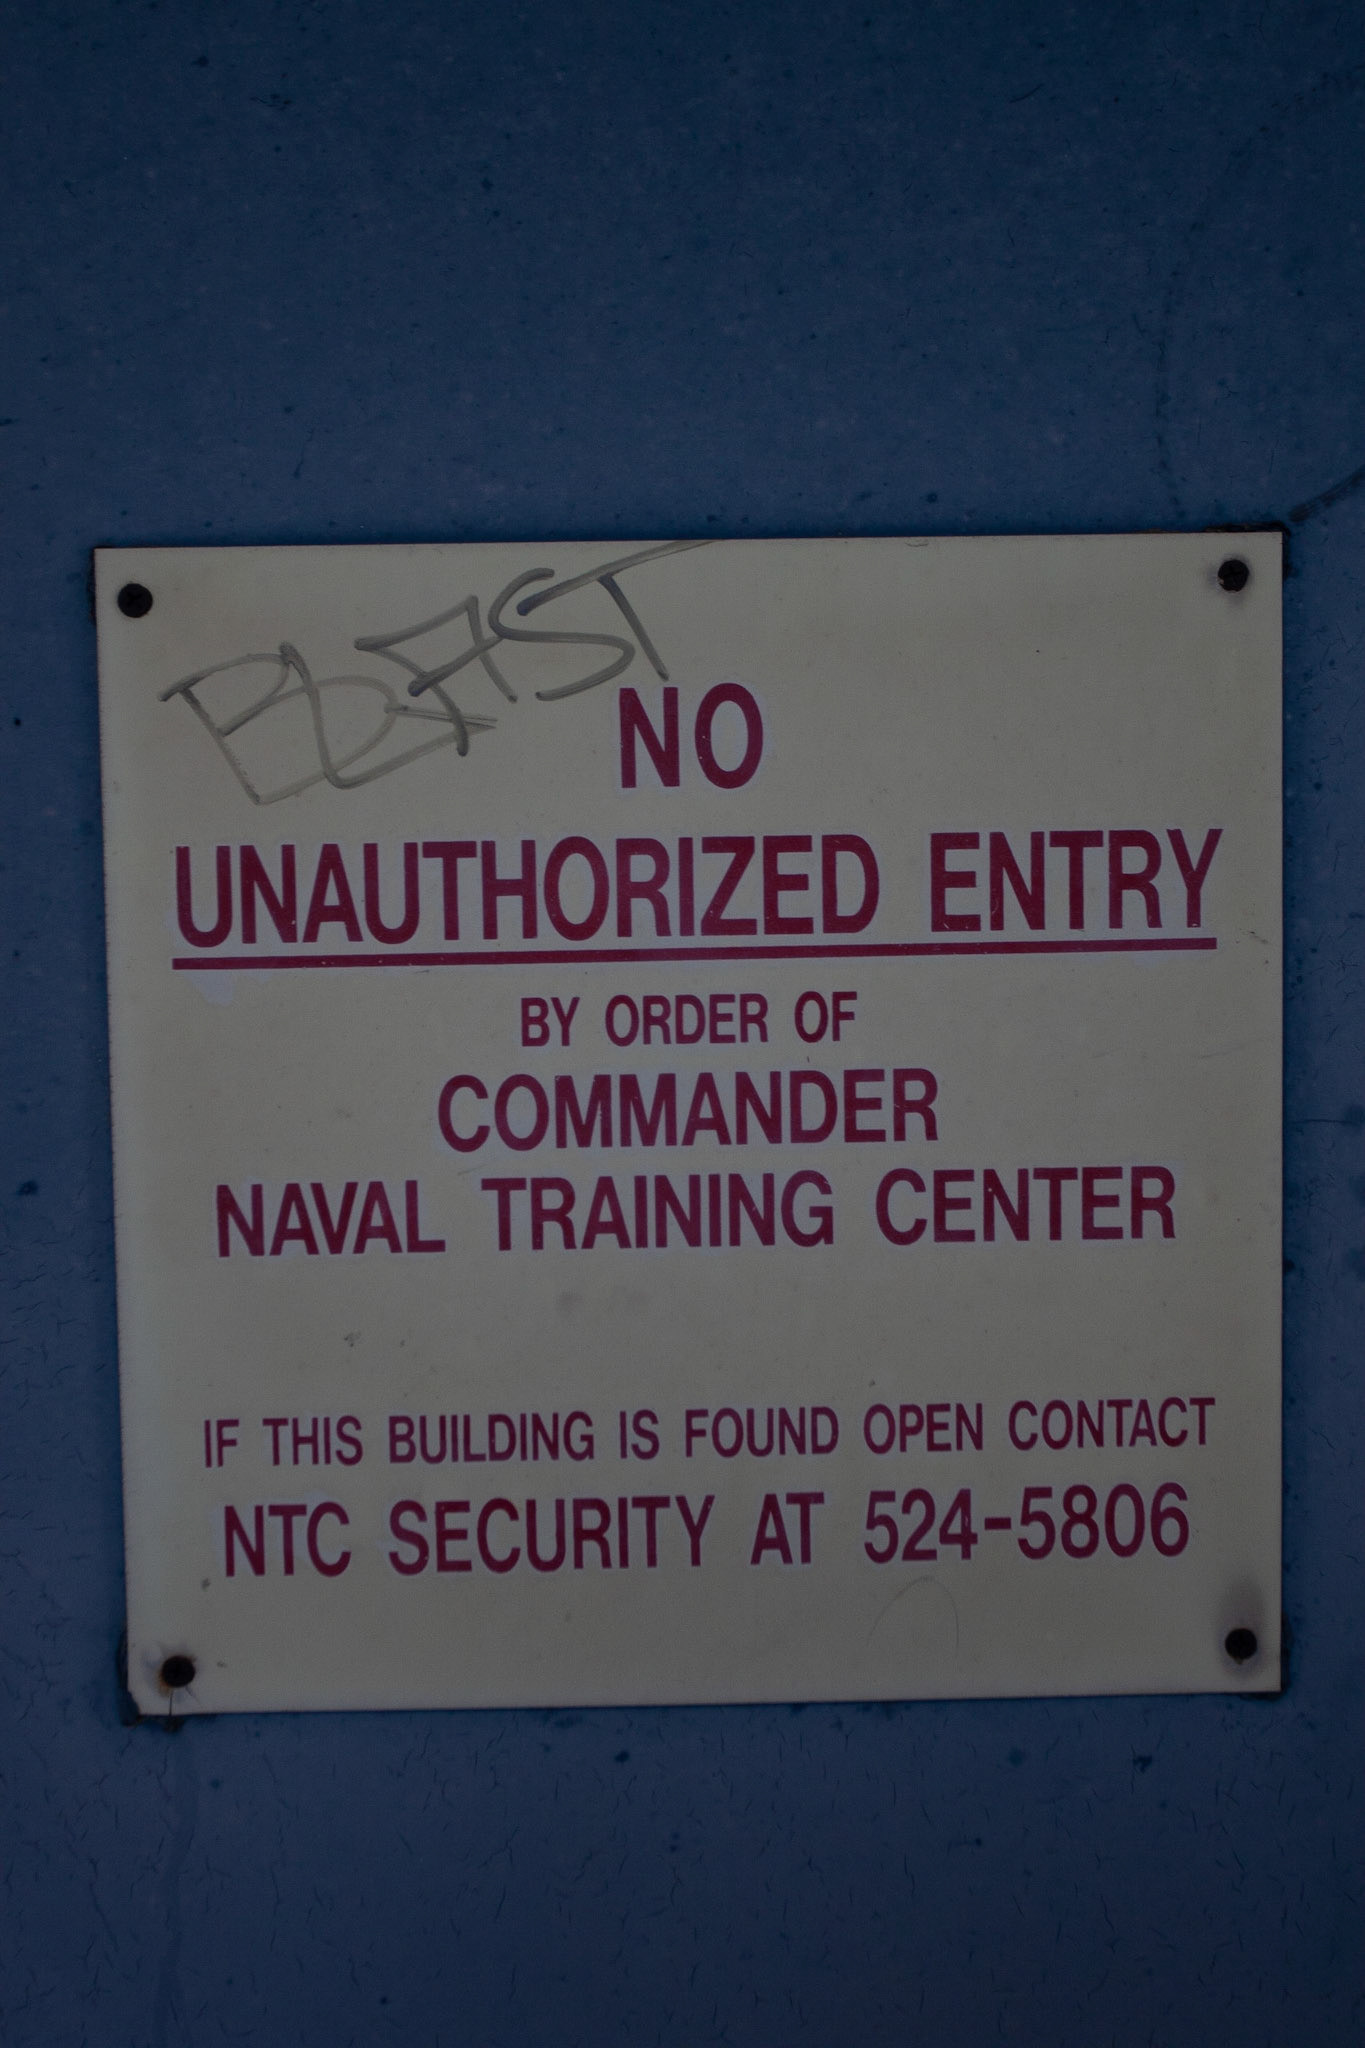 BLAST
NO
UNAUTHORIZED ENTRY
BY ORDER OF
COMMANDER
NAVAL TRAINING CENTER
IF THIS BUILDING IS FOUND OPEN CONTACT
NTC SECURITY AT 524-5806